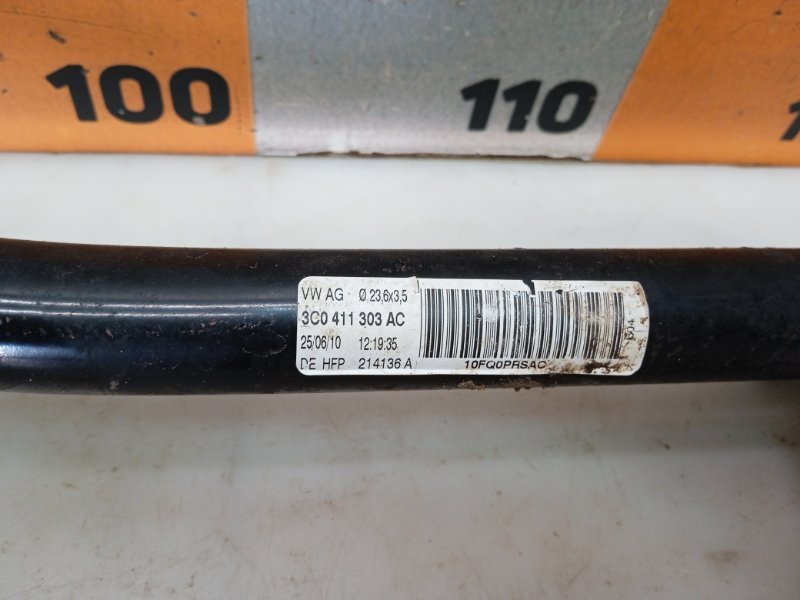 100 110
VW AG Ø 23,6x3,5
3C0 411 303 AC
25/06/10 12:19:35
DE HFP 214136 A
10FQ0PRSAC